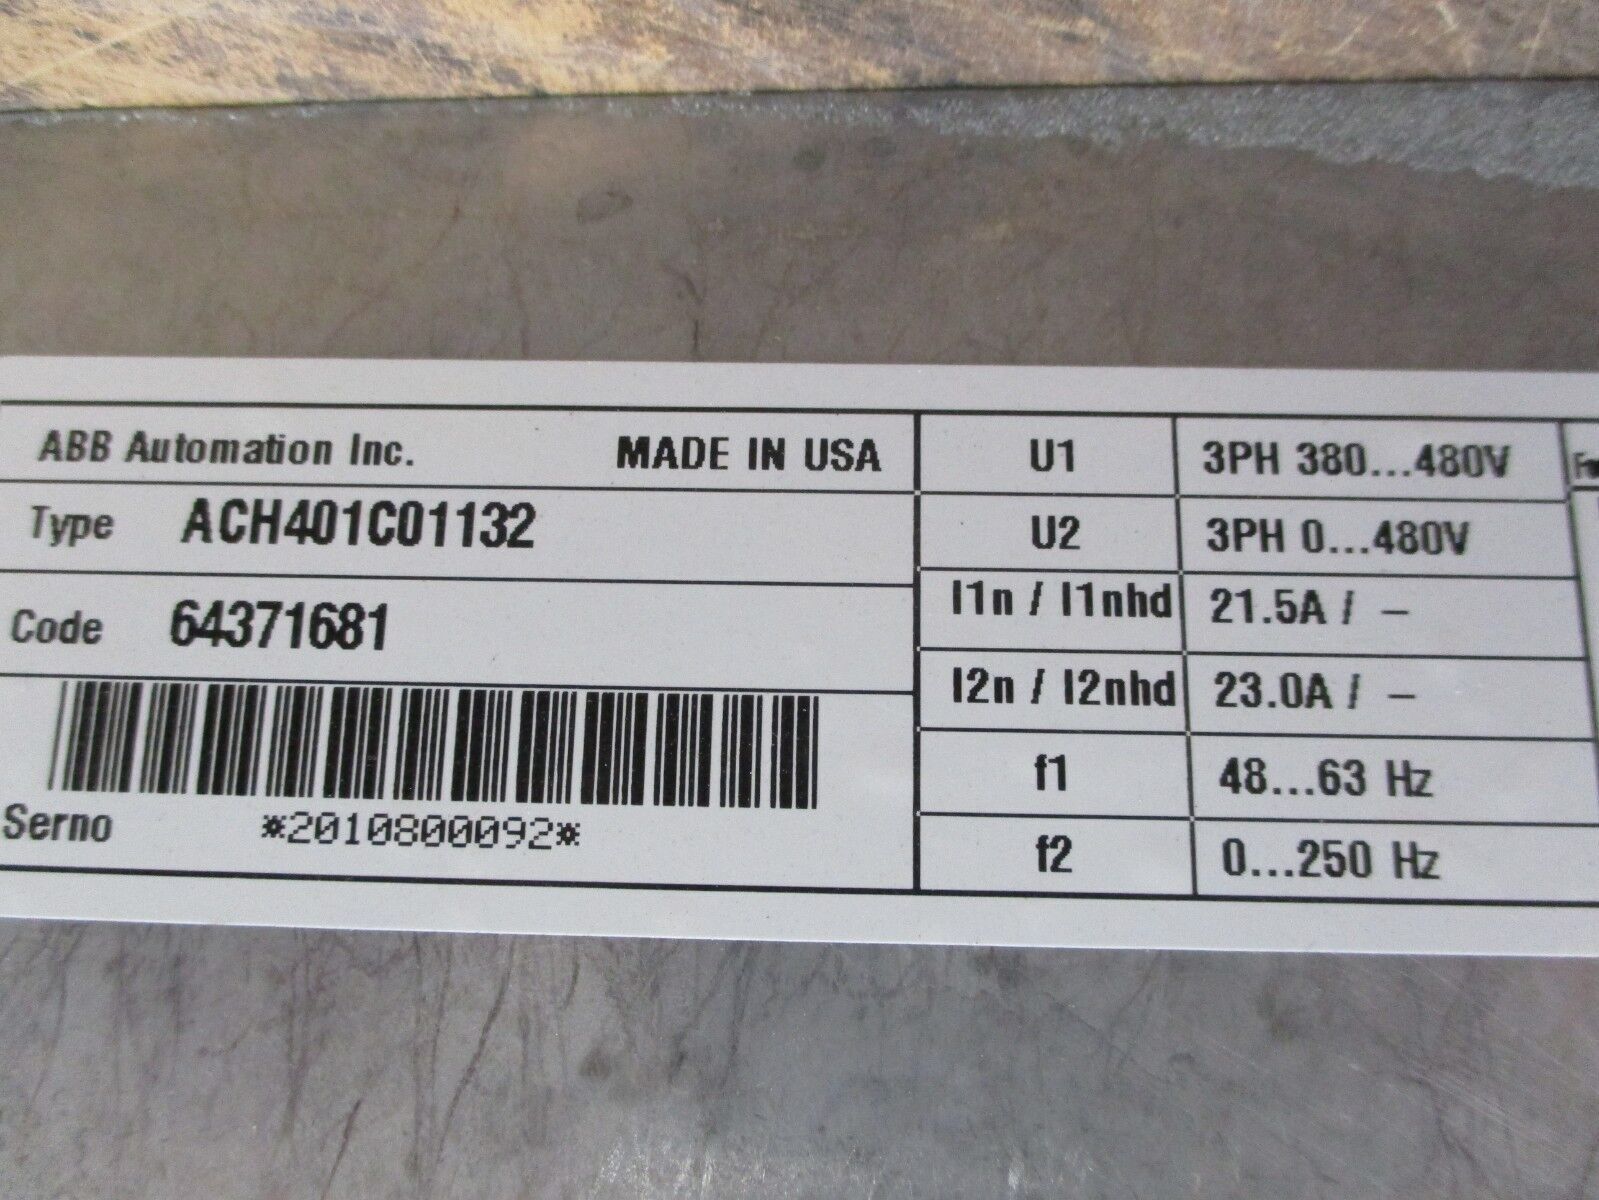 ABB Automation Inc. MADE IN USA
Type ACH401C01132
Code 64371681
Serno *2010800092*
U1 3PH 380...480V
U2 3PH 0...480V
I1n / I1nhd 21.5A / –
I2n / I2nhd 23.0A / –
f1 48...63 Hz
f2 0...250 Hz